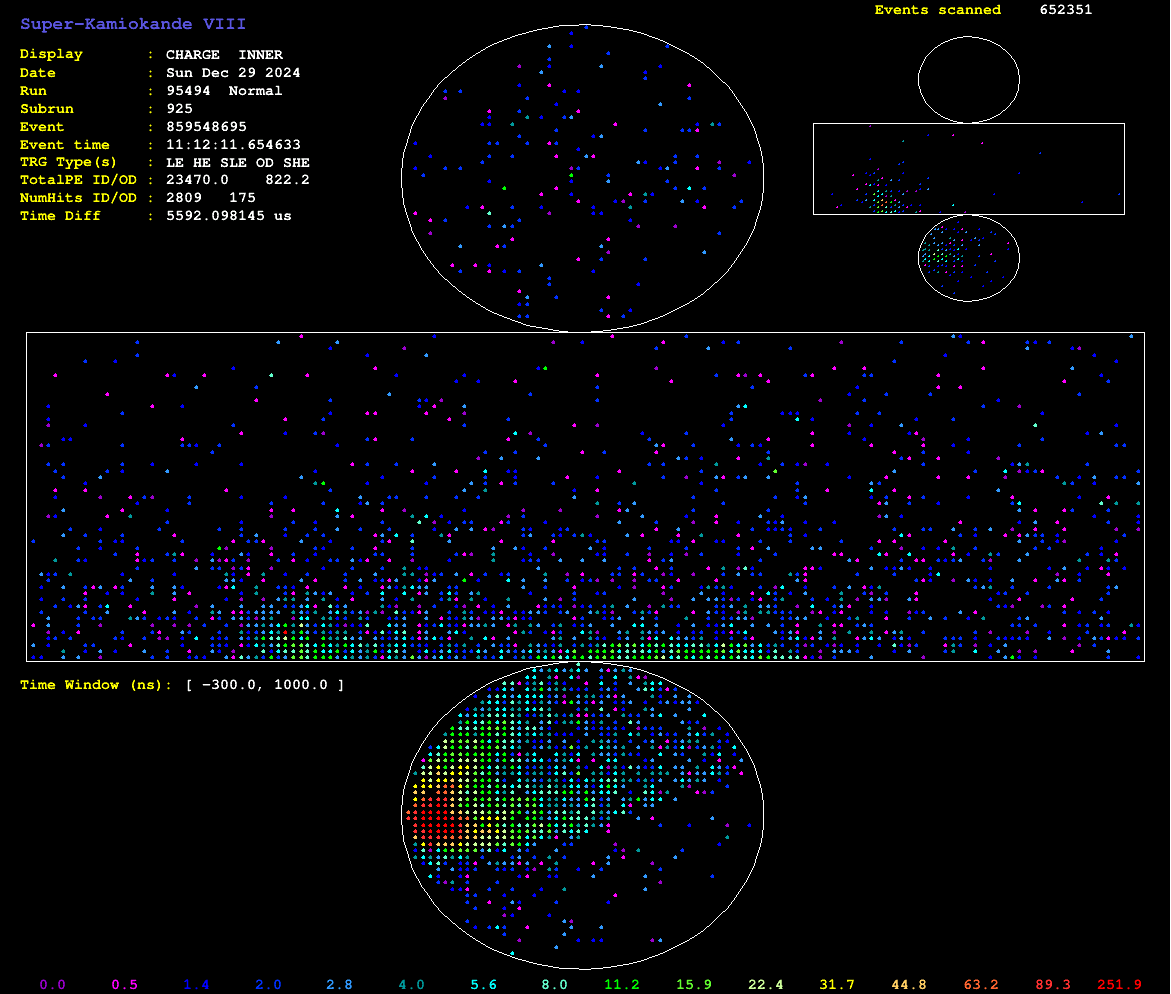 Super-Kamiokande VIII
Events scanned 652351
Display : CHARGE INNER
Date : Sun Dec 29 2024
Run : 95494 Normal
Subrun : 925
Event : 859548695
Event time : 11:12:11.654633
TRG Type(s) : LE HE SLE OD SHE
TotalPE ID/OD : 23470.0 822.2
NumHits ID/OD : 2809 175
Time Diff : 5592.098145 us
Time Window (ns): [ −300.0, 1000.0 ]
0.0 0.5 1.4 2.0 2.8 4.0 5.6 8.0 11.2 15.9 22.4 31.7 44.8 63.2 89.3 251.9